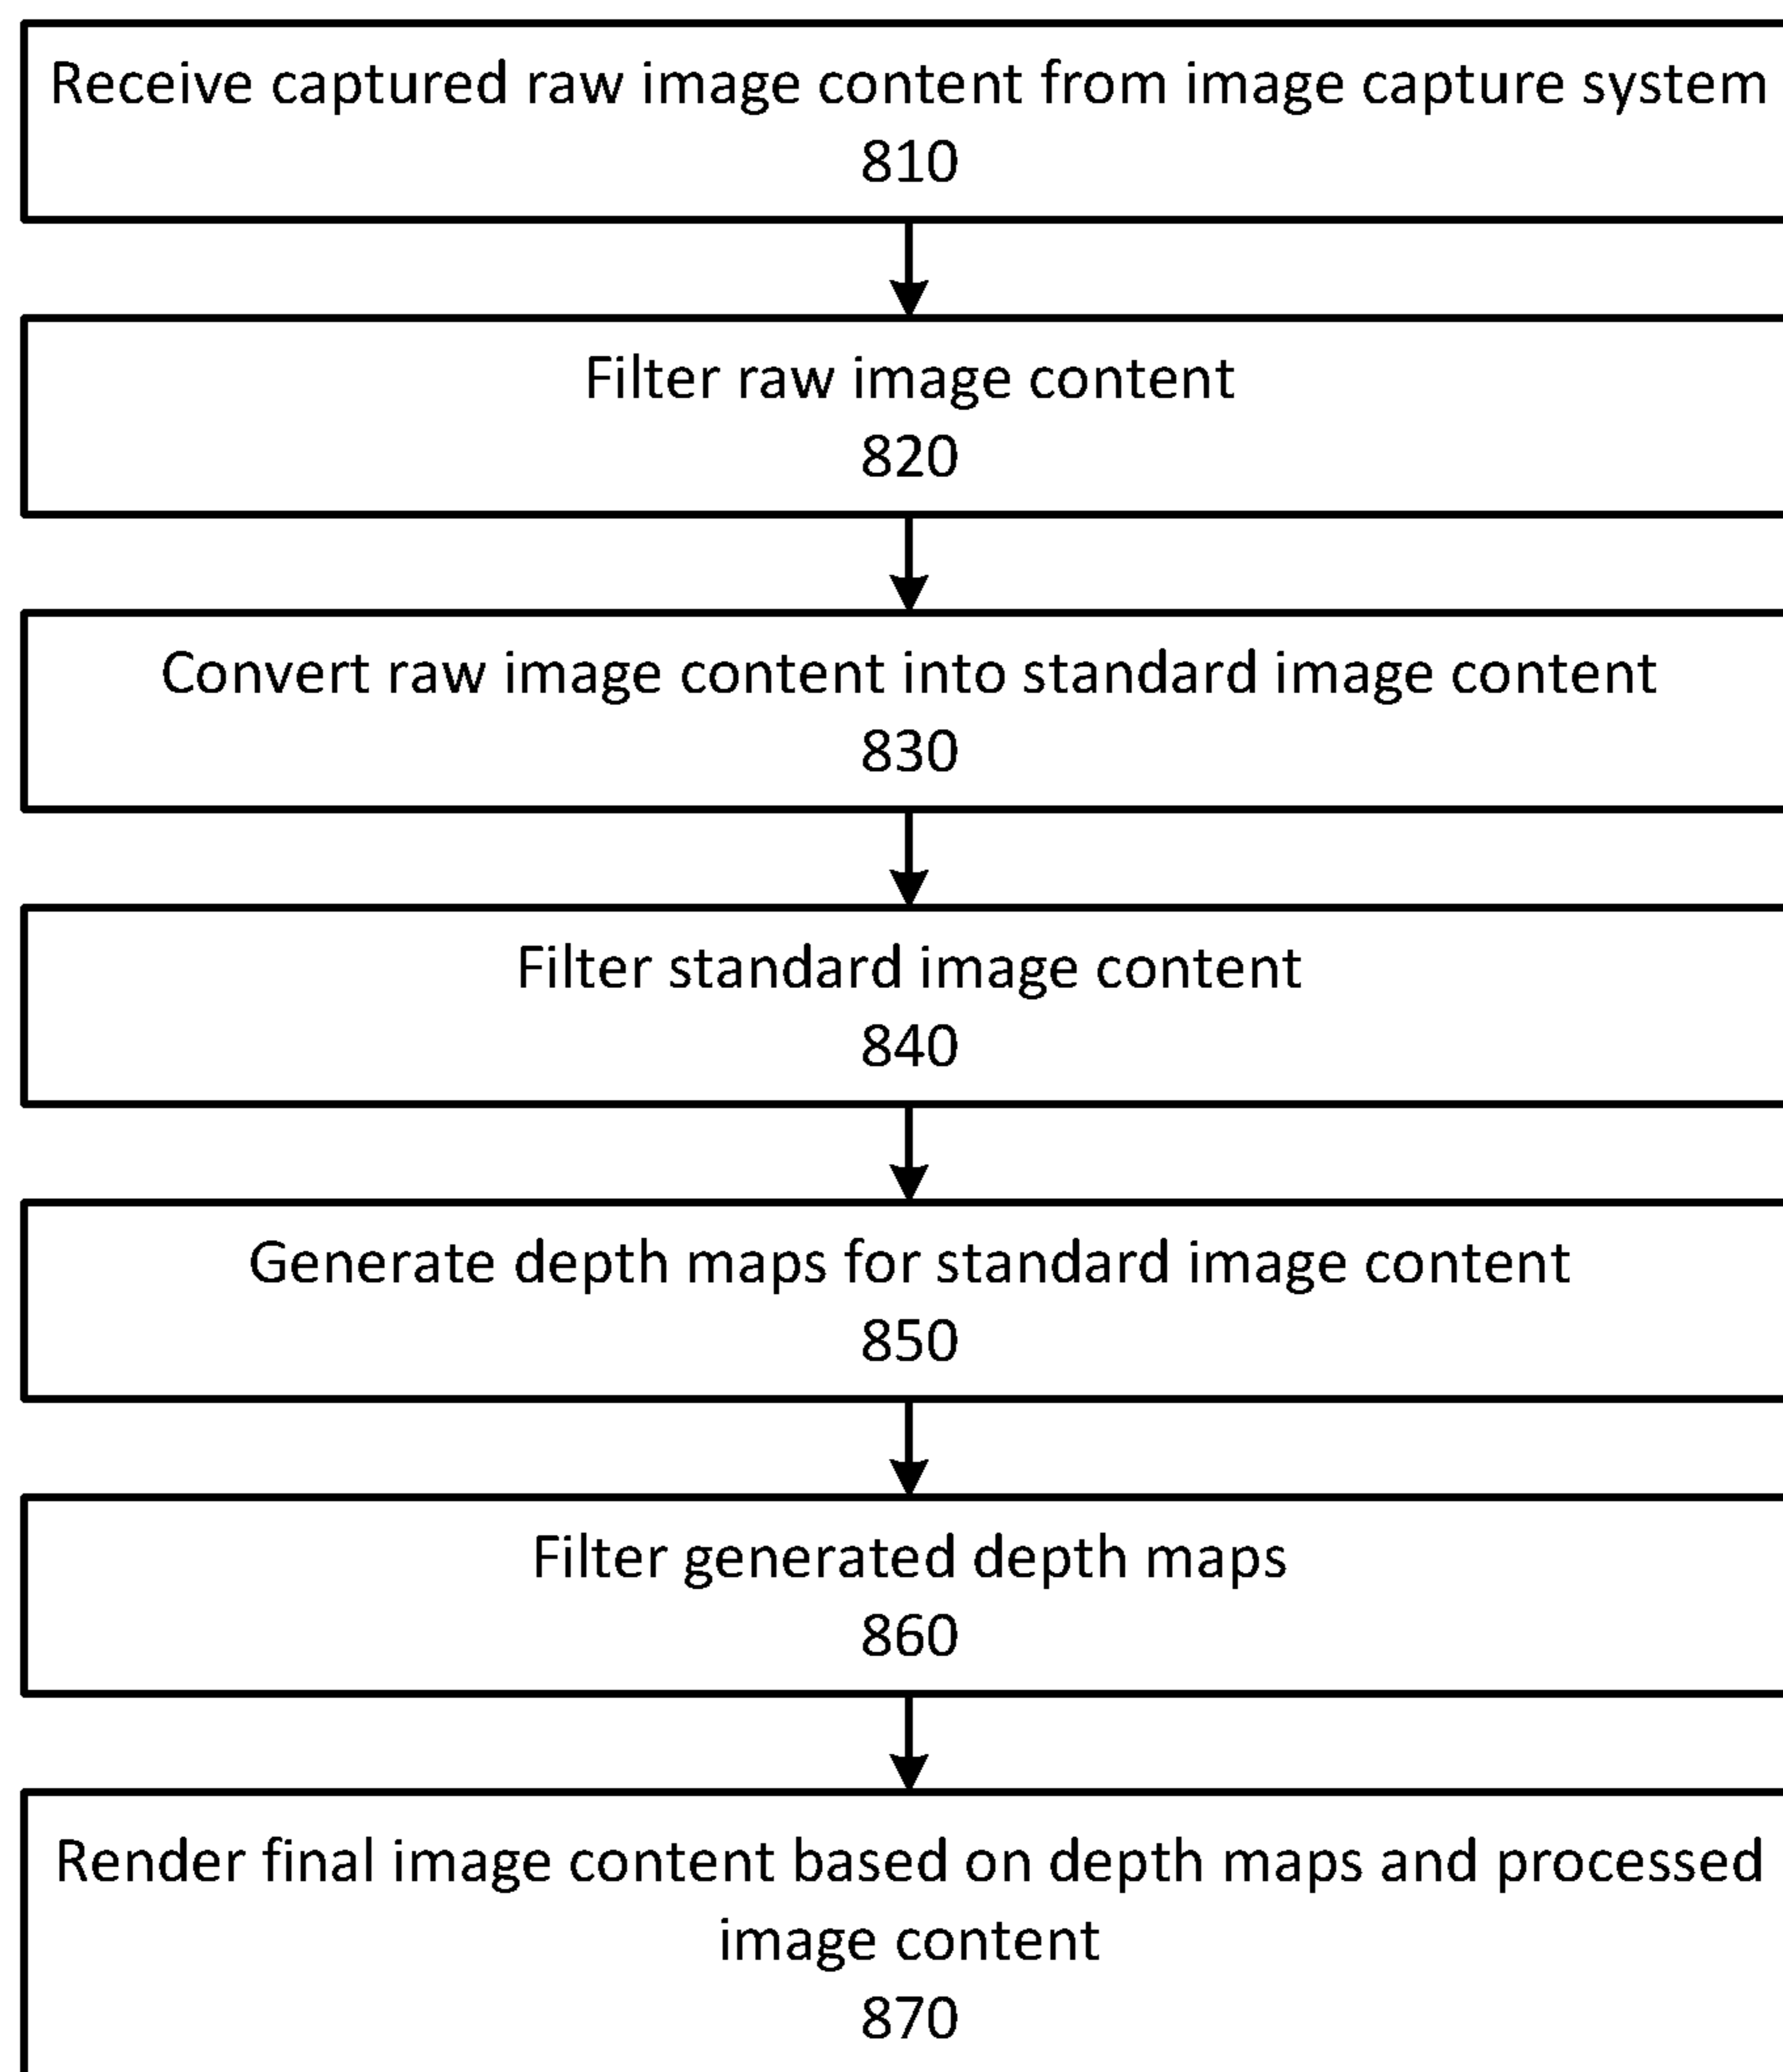 Receive captured raw image content from image capture system
810
Filter raw image content
820
Convert raw image content into standard image content
830
Filter standard image content
840
Generate depth maps for standard image content
850
Filter generated depth maps
860
Render final image content based on depth maps and processed
image content
870